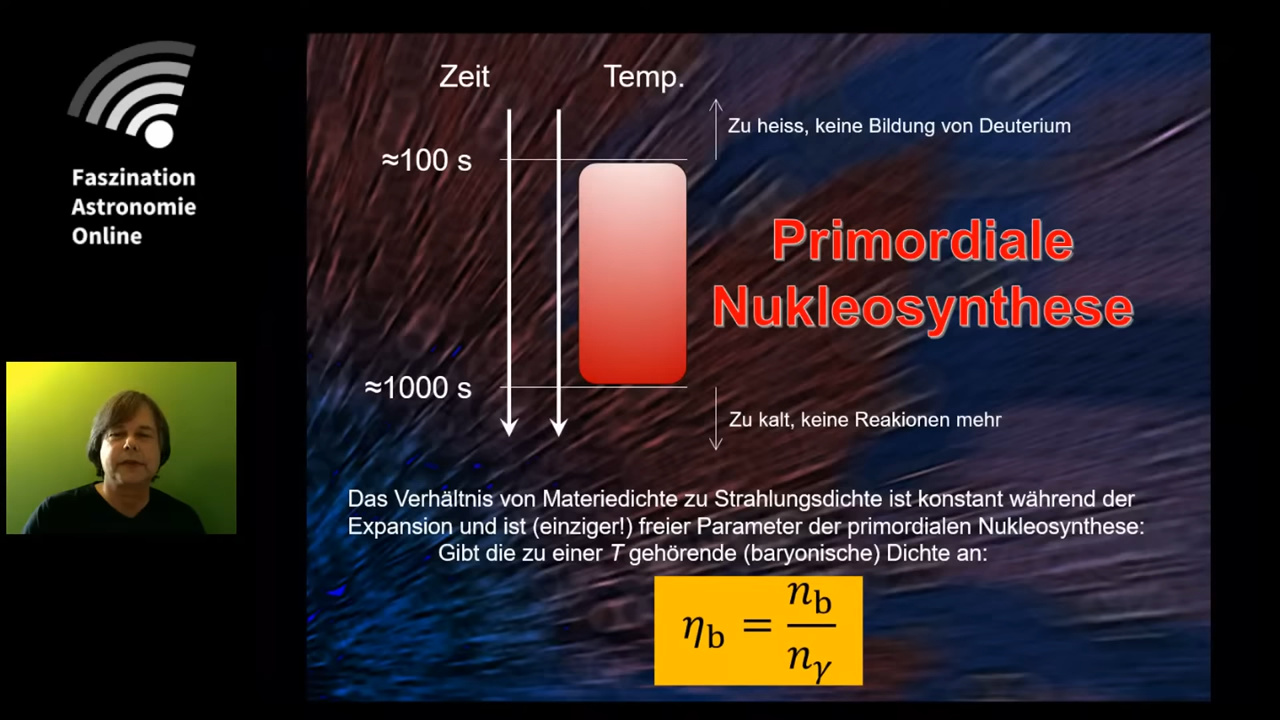 Faszination
Astronomie
Online
Zeit
Temp.
≈100 s
Zu heiss, keine Bildung von Deuterium
Primordiale
Nukleosynthese
≈1000 s
Zu kalt, keine Reakionen mehr
Das Verhältnis von Materiedichte zu Strahlungsdichte ist konstant während der
Expansion und ist (einziger!) freier Parameter der primordialen Nukleosynthese:
Gibt die zu einer T gehörende (baryonische) Dichte an:
η_b = n_b / n_γ